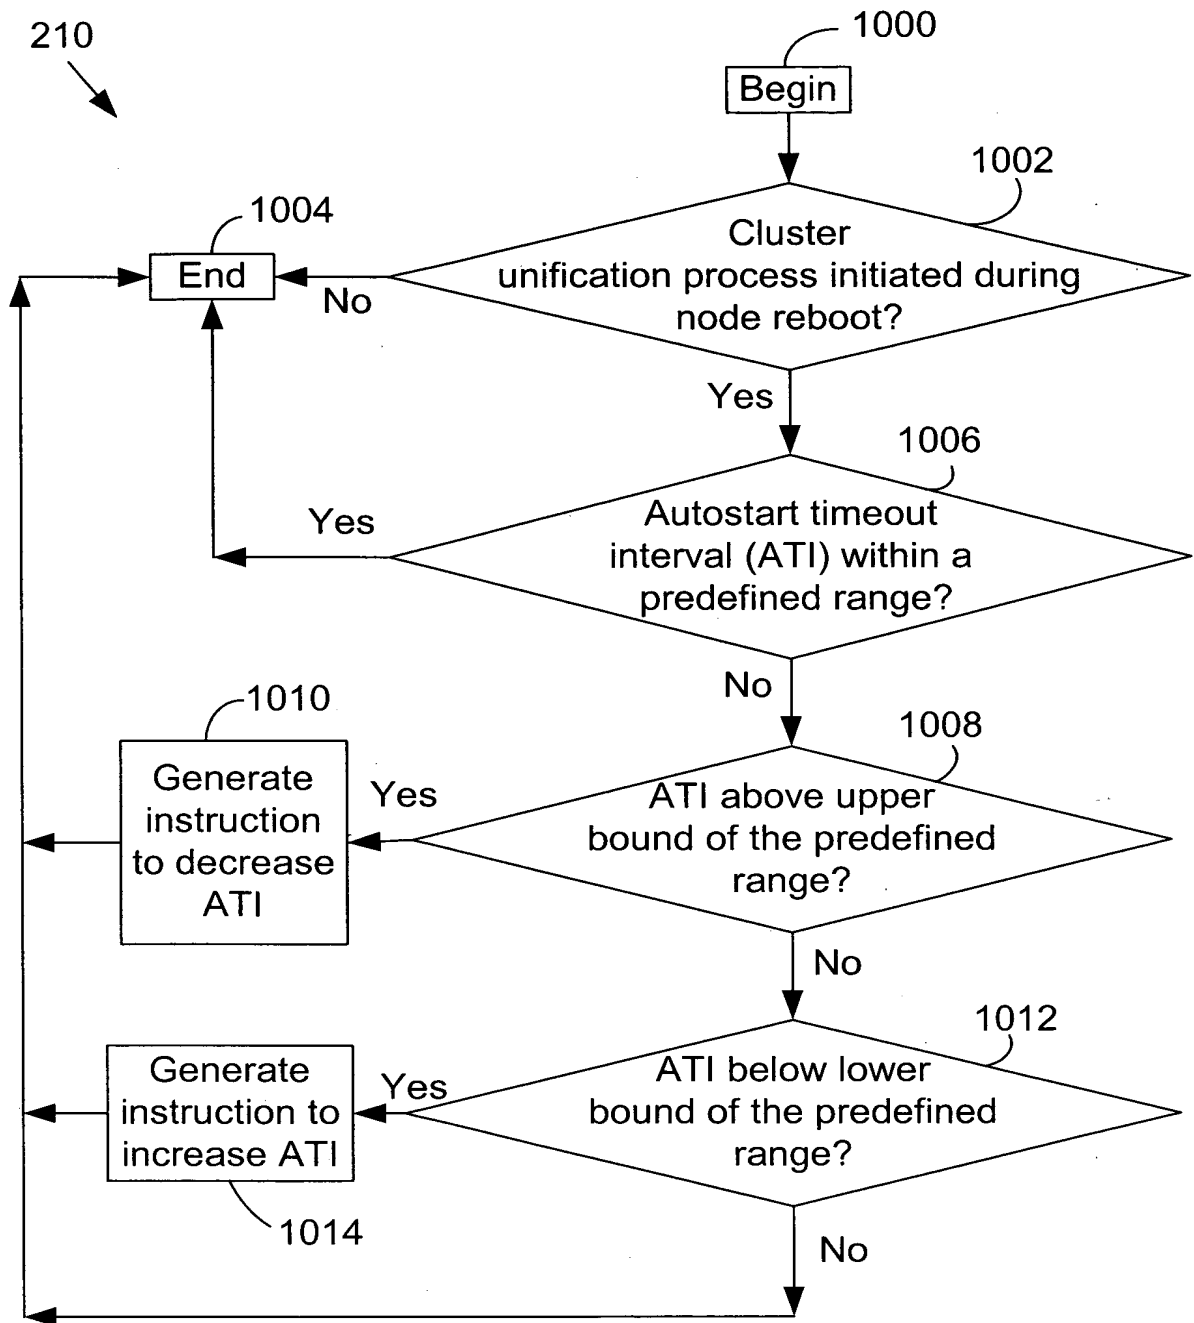 210
1000
Begin
1002
Cluster
unification process initiated during
node reboot?
1004
End
No
Yes
1006
Autostart timeout
interval (ATI) within a
predefined range?
Yes
No
1008
ATI above upper
bound of the predefined
range?
Yes
1010
Generate
instruction
to decrease
ATI
No
1012
ATI below lower
bound of the predefined
range?
Yes
Generate
instruction to
increase ATI
1014
No